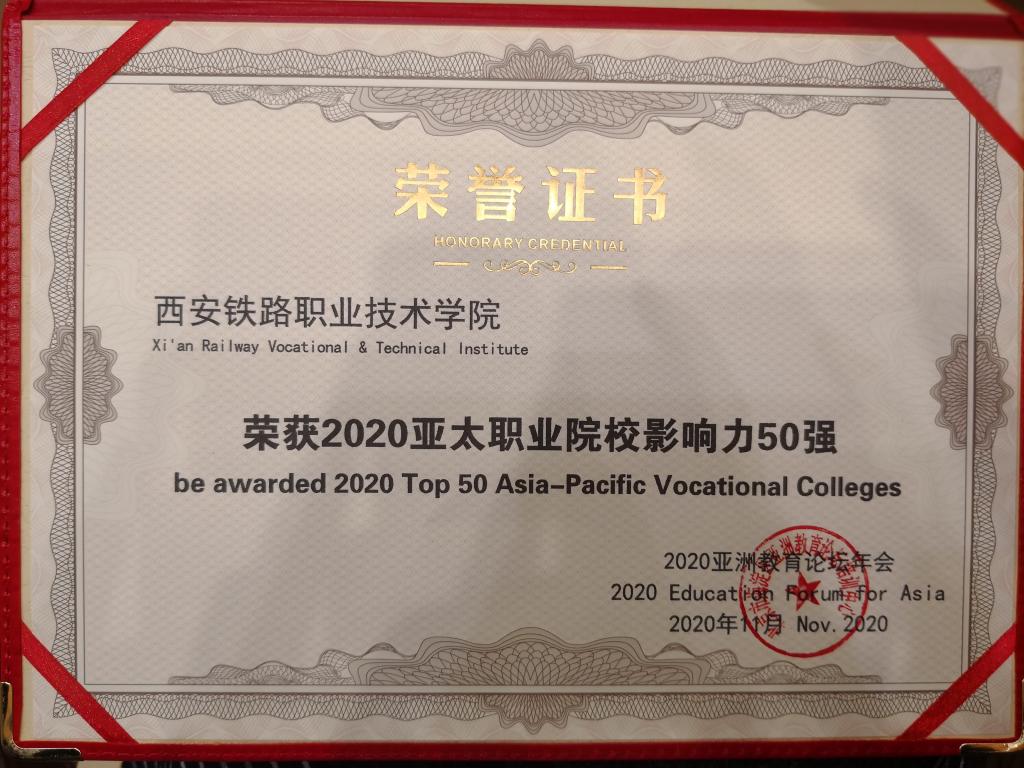 荣誉证书
HONORARY CREDENTIAL
西安铁路职业技术学院
Xi'an Railway Vocational & Technical Institute
荣获2020亚太职业院校影响力50强
be awarded 2020 Top 50 Asia-Pacific Vocational Colleges
2020亚洲教育论坛年会
2020 Education Forum for Asia
2020年11月 Nov.2020